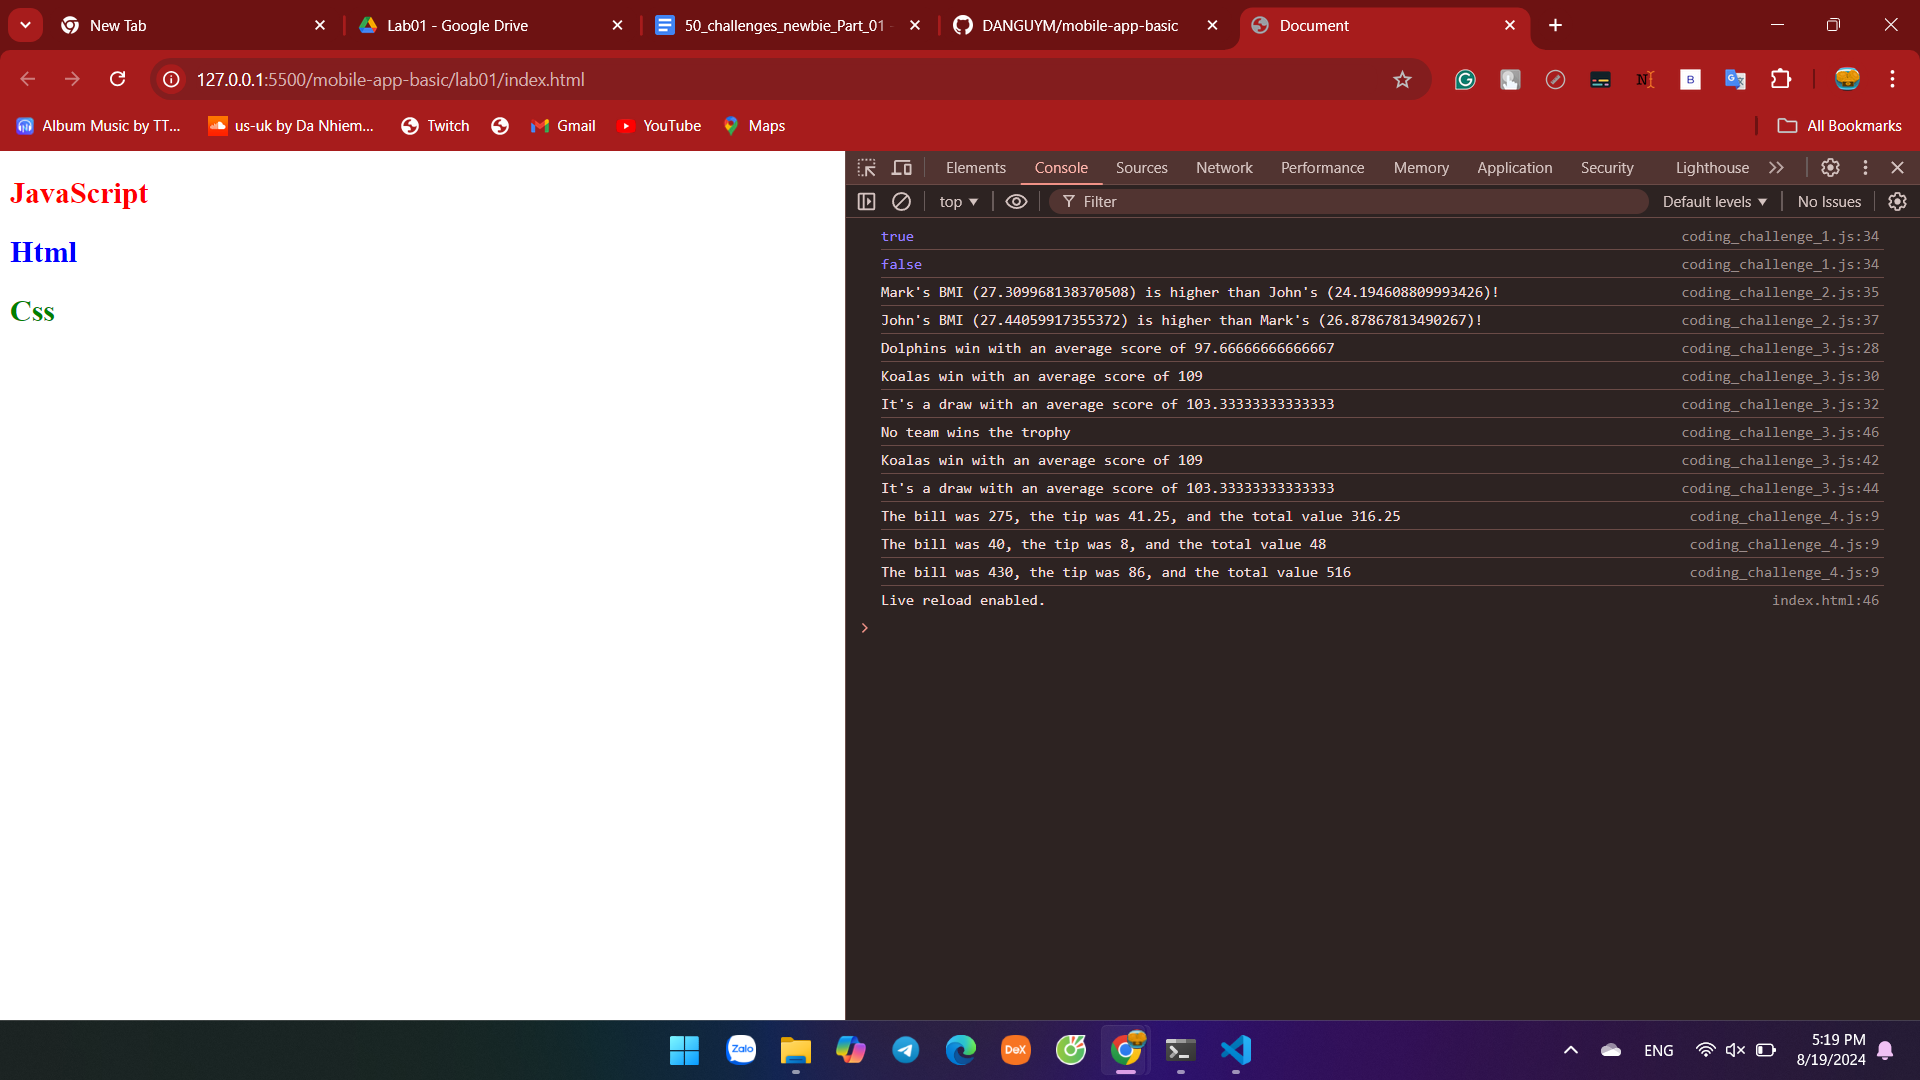 New Tab
Lab01 - Google Drive
50_challenges_newbie_Part_01 -
DANGUYM/mobile-app-basic
Document
127.0.0.1:5500/mobile-app-basic/lab01/index.html
Album Music by TT...
us-uk by Da Nhiem...
Twitch
Gmail
YouTube
Maps
All Bookmarks
JavaScript
Html
Css
Elements Console Sources Network Performance Memory Application Security Lighthouse
top Filter Default levels No Issues
true coding_challenge_1.js:34
false coding_challenge_1.js:34
Mark's BMI (27.309968138370508) is higher than John's (24.194608809993426)! coding_challenge_2.js:35
John's BMI (27.44059917355372) is higher than Mark's (26.87867813490267)! coding_challenge_2.js:37
Dolphins win with an average score of 97.66666666666667 coding_challenge_3.js:28
Koalas win with an average score of 109 coding_challenge_3.js:30
It's a draw with an average score of 103.33333333333333 coding_challenge_3.js:32
No team wins the trophy coding_challenge_3.js:46
Koalas win with an average score of 109 coding_challenge_3.js:42
It's a draw with an average score of 103.33333333333333 coding_challenge_3.js:44
The bill was 275, the tip was 41.25, and the total value 316.25 coding_challenge_4.js:9
The bill was 40, the tip was 8, and the total value 48 coding_challenge_4.js:9
The bill was 430, the tip was 86, and the total value 516 coding_challenge_4.js:9
Live reload enabled. index.html:46
Zalo
DeX
ENG
5:19 PM
8/19/2024